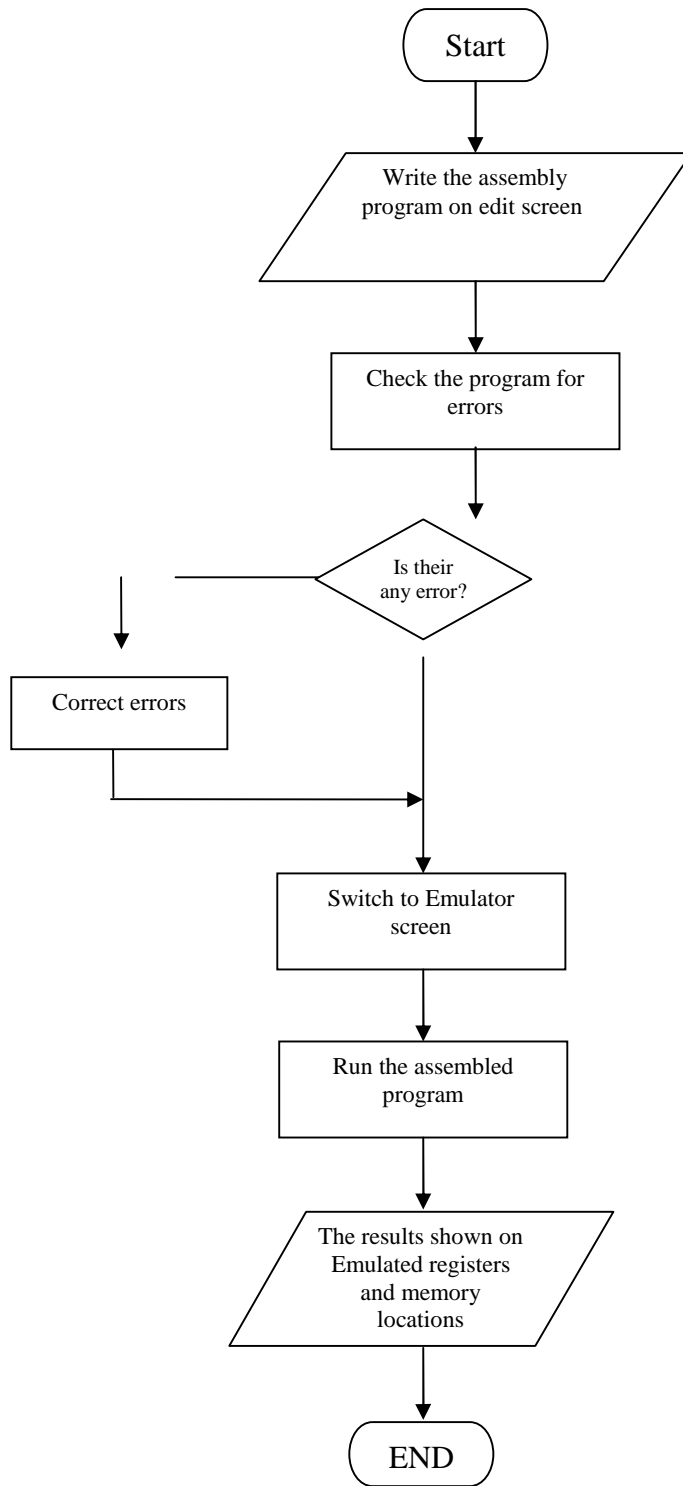 Start
Write the assembly
program on edit screen
Check the program for
errors
Is their
any error?
Correct errors
Switch to Emulator
screen
Run the assembled
program
The results shown on
Emulated registers
and memory
locations
END